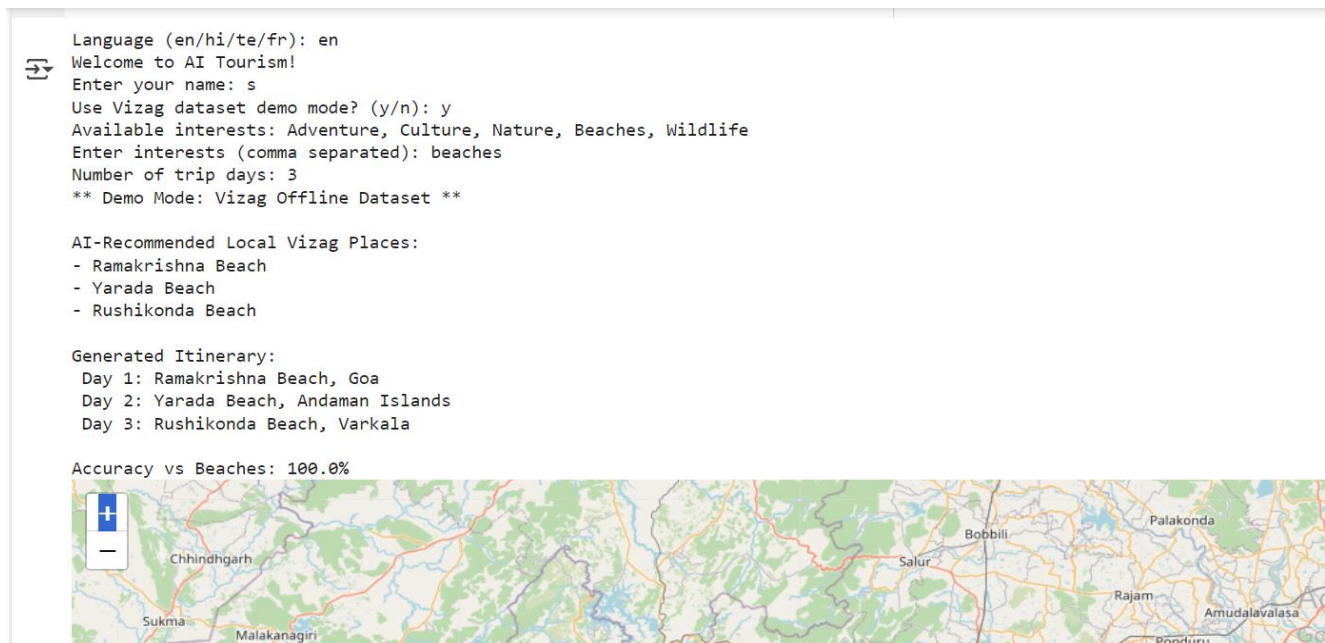 Language (en/hi/te/fr): en
Welcome to AI Tourism!
Enter your name: s
Use Vizag dataset demo mode? (y/n): y
Available interests: Adventure, Culture, Nature, Beaches, Wildlife
Enter interests (comma separated): beaches
Number of trip days: 3
** Demo Mode: Vizag Offline Dataset **
AI-Recommended Local Vizag Places:
- Ramakrishna Beach
- Yarada Beach
- Rushikonda Beach
Generated Itinerary:
Day 1: Ramakrishna Beach, Goa
Day 2: Yarada Beach, Andaman Islands
Day 3: Rushikonda Beach, Varkala
Accuracy vs Beaches: 100.0%
+
−
Palakonda
Bobbili
Chhindhgarh
Salur
Rajam
Amudalavalasa
Sukma
Malakanagiri
Ponduru